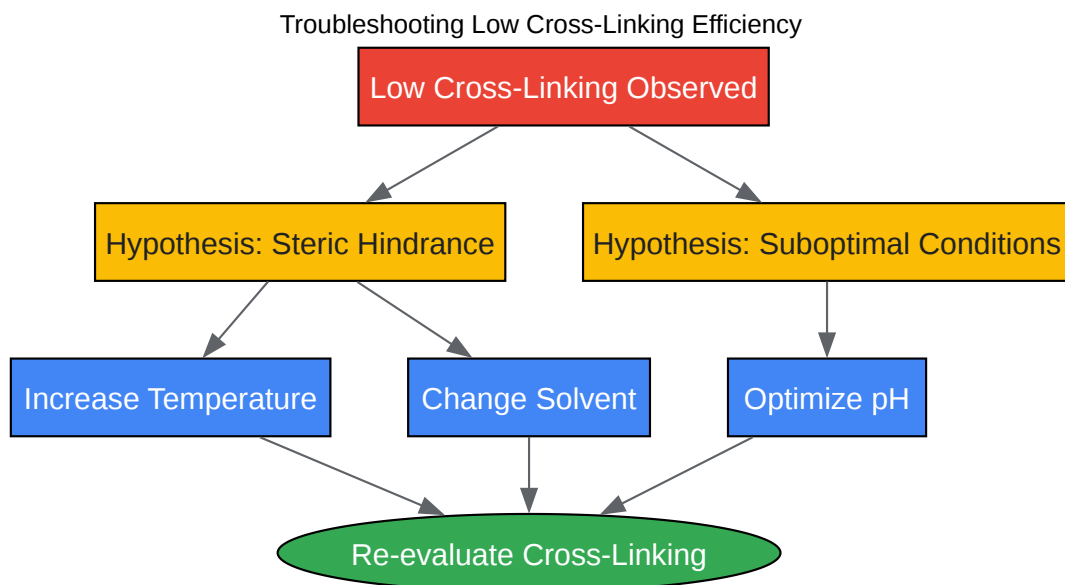 Troubleshooting Low Cross-Linking Efficiency
Low Cross-Linking Observed
Hypothesis: Steric Hindrance
Hypothesis: Suboptimal Conditions
Increase Temperature
Change Solvent
Optimize pH
Re-evaluate Cross-Linking